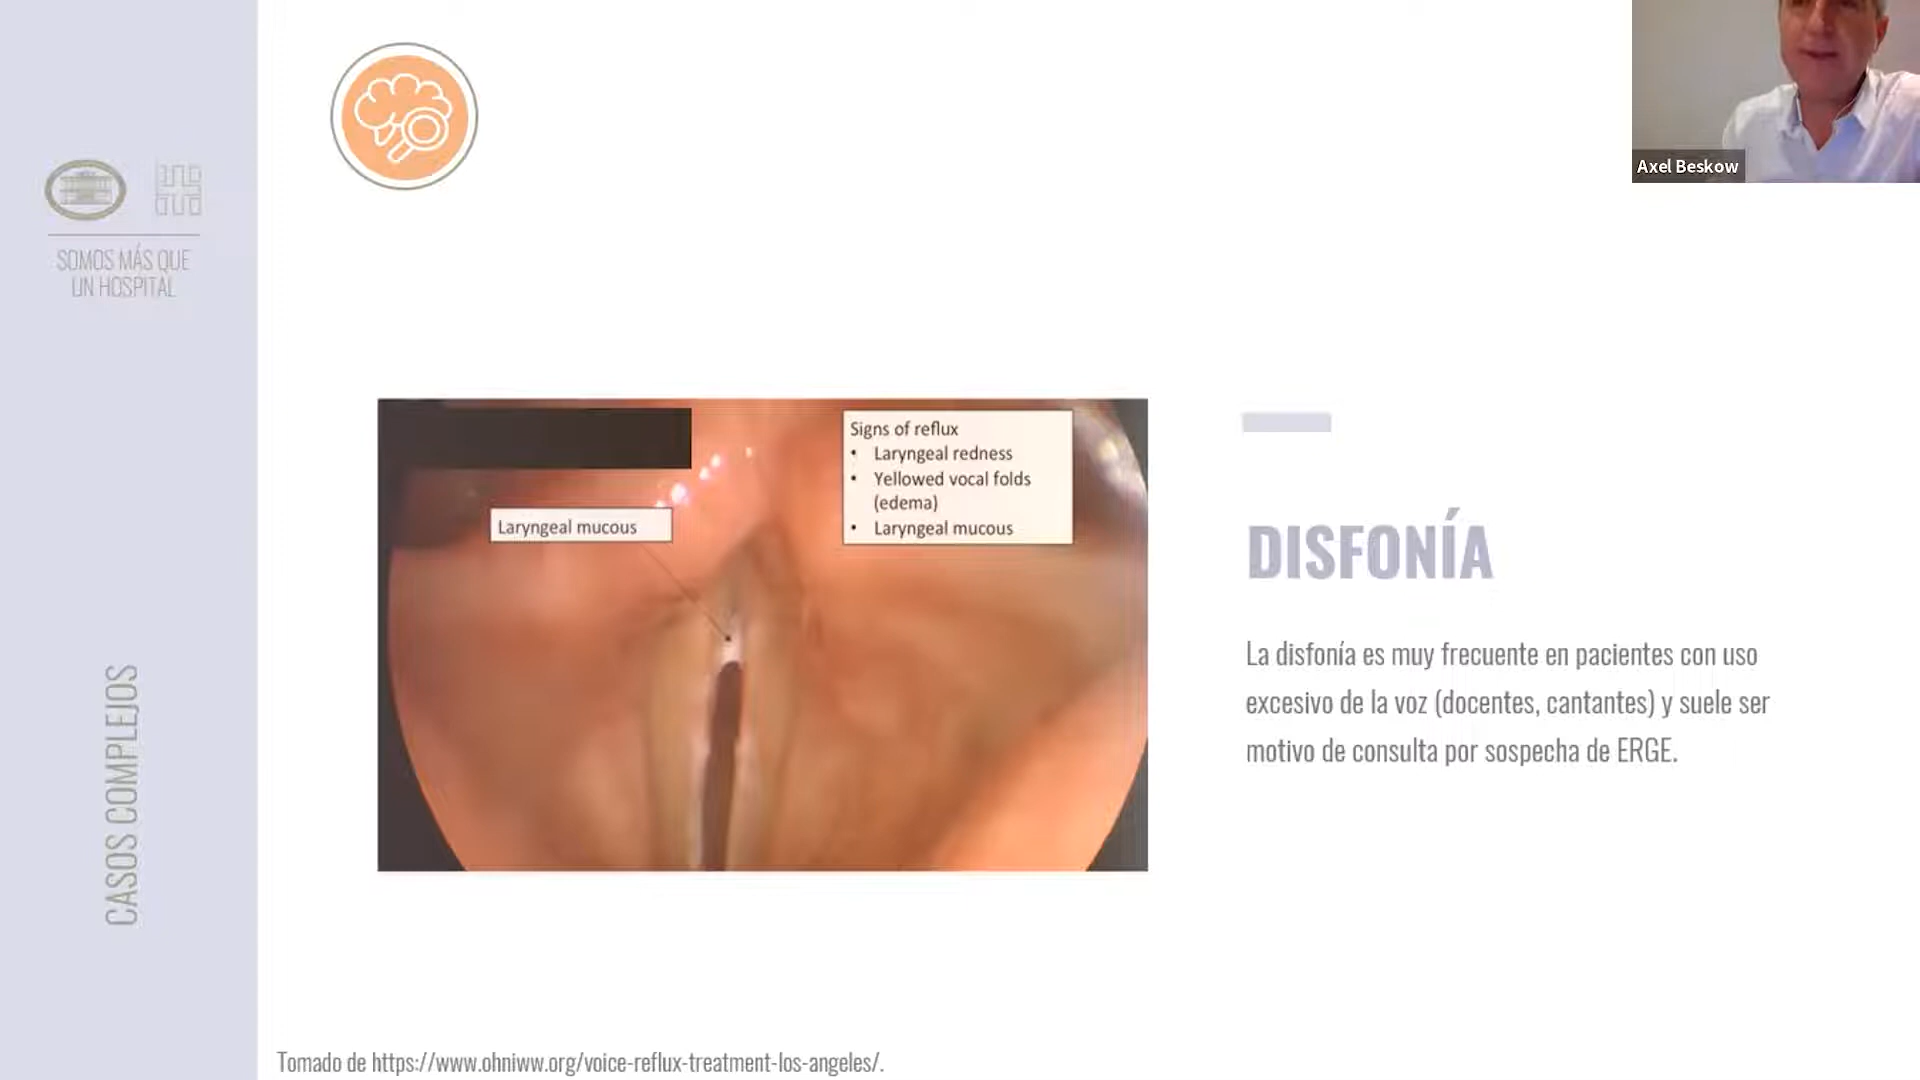 Axel Beskow
SOMOS MÁS QUE
UN HOSPITAL
CASOS COMPLEJOS
Signs of reflux
• Laryngeal redness
• Yellowed vocal folds
(edema)
• Laryngeal mucous
Laryngeal mucous
DISFONÍA
La disfonía es muy frecuente en pacientes con uso
excesivo de la voz (docentes, cantantes) y suele ser
motivo de consulta por sospecha de ERGE.
Tomado de https://www.ohniww.org/voice-reflux-treatment-los-angeles/.